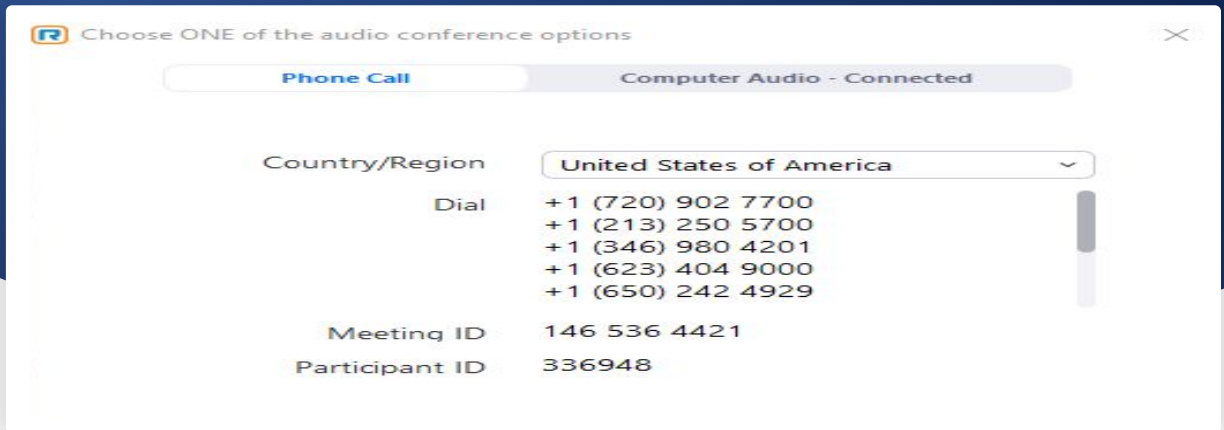 R Choose ONE of the audio conference options
Phone Call Computer Audio - Connected
Country/Region United States of America
Dial +1 (720) 902 7700
+1 (213) 250 5700
+1 (346) 980 4201
+1 (623) 404 9000
+1 (650) 242 4929
Meeting ID 146 536 4421
Participant ID 336948